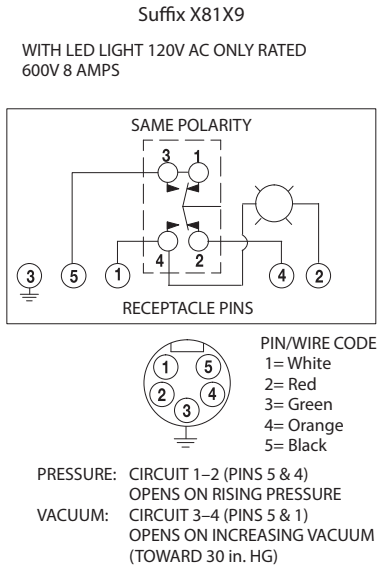 Suffix X81X9
WITH LED LIGHT 120V AC ONLY RATED
600V 8 AMPS
SAME POLARITY
3 1
4 2
3 5 1 4 2
RECEPTACLE PINS
PIN/WIRE CODE
1= White
2= Red
3= Green
4= Orange
5= Black
1 5
2 4
3
PRESSURE: CIRCUIT 1–2 (PINS 5 & 4)
OPENS ON RISING PRESSURE
VACUUM: CIRCUIT 3–4 (PINS 5 & 1)
OPENS ON INCREASING VACUUM
(TOWARD 30 in. HG)